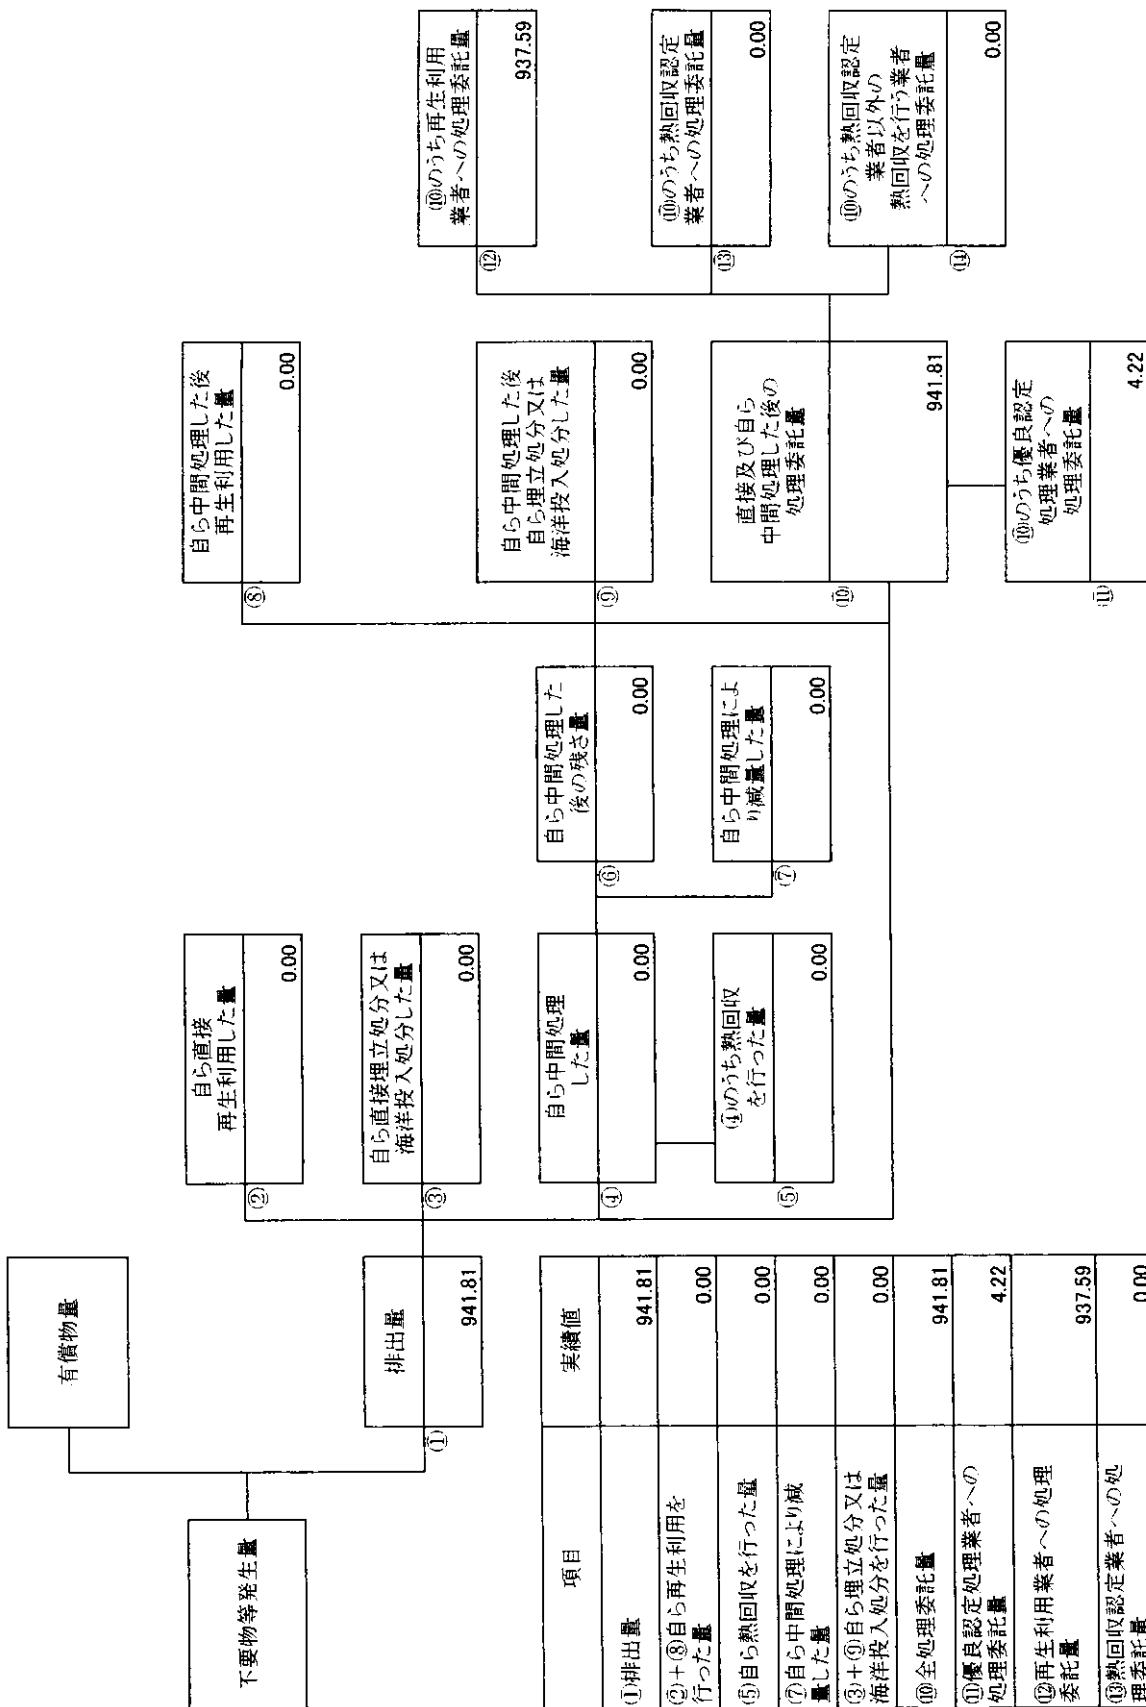 不要物等発生量
有償物量
排出量
①
941.81
自ら直接
再生利用した量
②
0.00
自ら直接埋立処分又は
海洋投入処分した量
③
0.00
自ら中間処理
した量
④
0.00
④のうち熱回収
を行った量
⑤
0.00
自ら中間処理した
後の残さ量
⑥
0.00
自ら中間処理によ
り減量した量
⑦
0.00
自ら中間処理した後
再生利用した量
⑧
0.00
自ら中間処理した後
自ら埋立処分又は
海洋投入処分した量
⑨
0.00
直接及び自ら
中間処理した後の
処理委託量
⑩
941.81
⑩のうち優良認定
処理業者への
処理委託量
⑪
4.22
⑩のうち再生利用
業者への処理委託量
⑫
937.59
⑩のうち熱回収認定
業者への処理委託量
⑬
0.00
⑩のうち熱回収認定
業者以外の
熱回収を行う業者
への処理委託量
⑭
0.00
項目 実績値
①排出量 941.81
②+⑧自ら再生利用を
行った量 0.00
⑤自ら熱回収を行った量 0.00
⑦自ら中間処理により減
量した量 0.00
③+⑨自ら埋立処分又は
海洋投入処分を行った量 0.00
⑩全処理委託量 941.81
⑪優良認定処理業者への
処理委託量 4.22
⑫再生利用業者への処理
委託量 937.59
⑬熱回収認定業者への処
理委託量 0.00